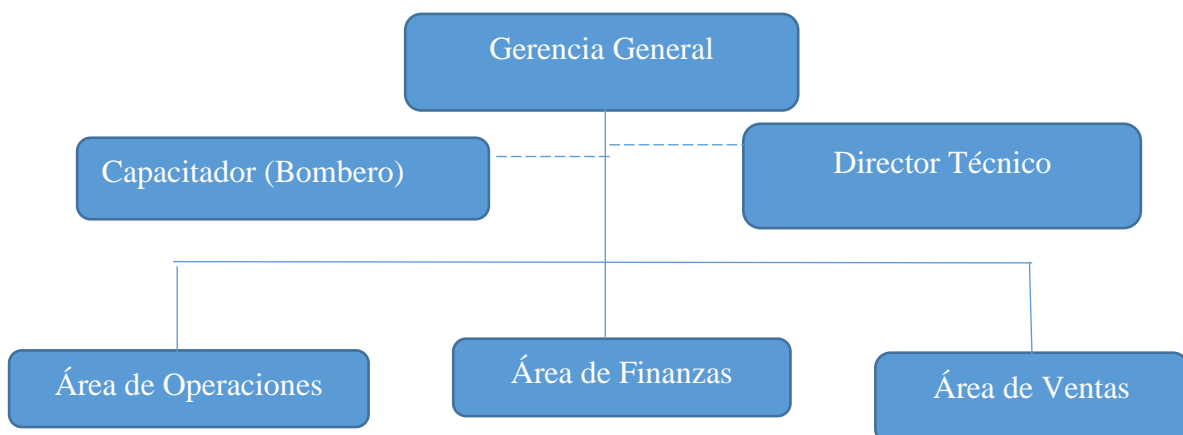 Gerencia General
Capacitador (Bombero)
Director Técnico
Área de Operaciones
Área de Finanzas
Área de Ventas